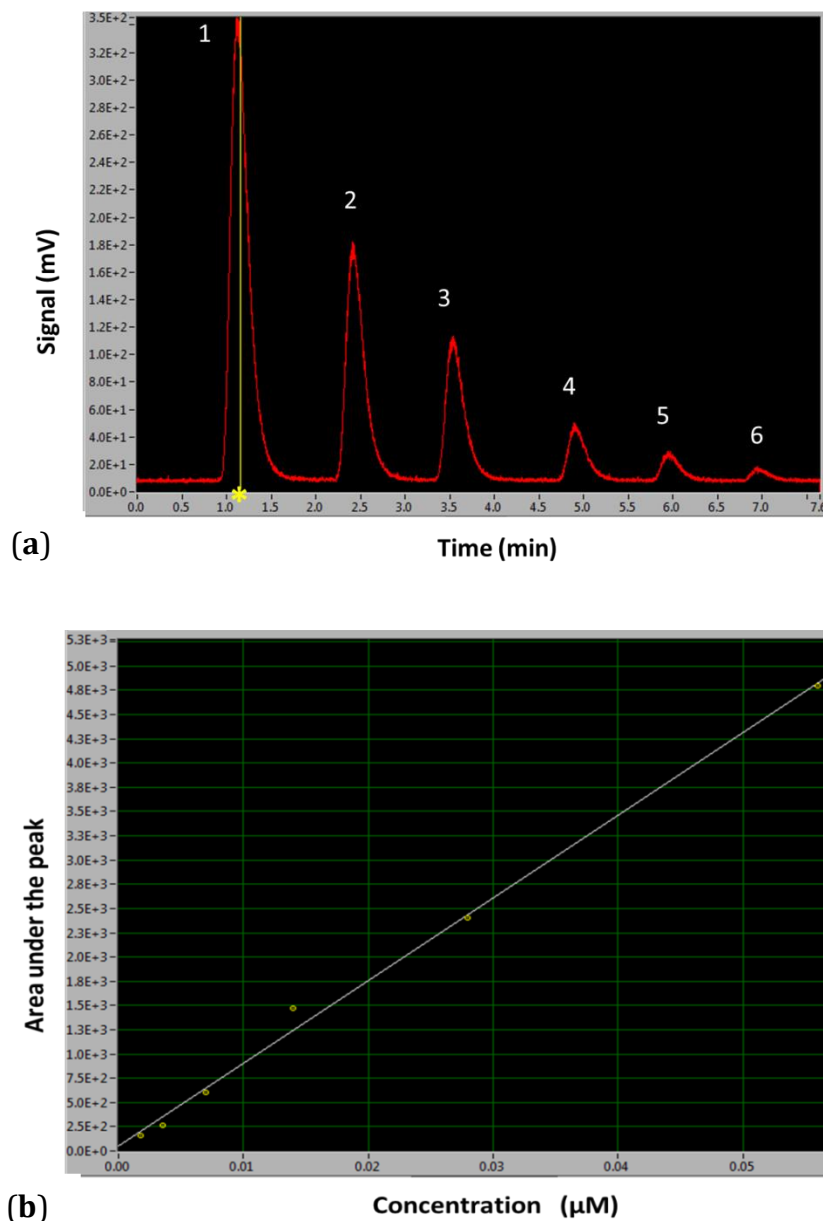 3.5E+2
3.2E+2
3.0E+2
2.8E+2
2.6E+2
2.4E+2
2.2E+2
2.0E+2
1.8E+2
1.6E+2
1.4E+2
1.2E+2
1.0E+2
8.0E+1
6.0E+1
4.0E+1
2.0E+1
0.0E+0
Signal (mV)
1
2
3
4
5
6
*
0.0 0.5 1.0 1.5 2.0 2.5 3.0 3.5 4.0 4.5 5.0 5.5 6.0 6.5 7.0 7.6
Time (min)
(a)
5.3E+3
5.0E+3
4.8E+3
4.5E+3
4.3E+3
4.0E+3
3.8E+3
3.5E+3
3.3E+3
3.0E+3
2.8E+3
2.5E+3
2.3E+3
2.0E+3
1.8E+3
1.5E+3
1.3E+3
1.0E+3
7.5E+2
5.0E+2
2.5E+2
0.0E+0
Area under the peak
0.00 0.01 0.02 0.03 0.04 0.05
Concentration (µM)
(b)